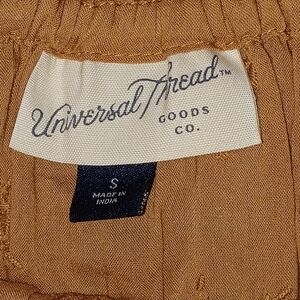 Universal Thread™
GOODS
CO.
S
MADE IN
INDIA